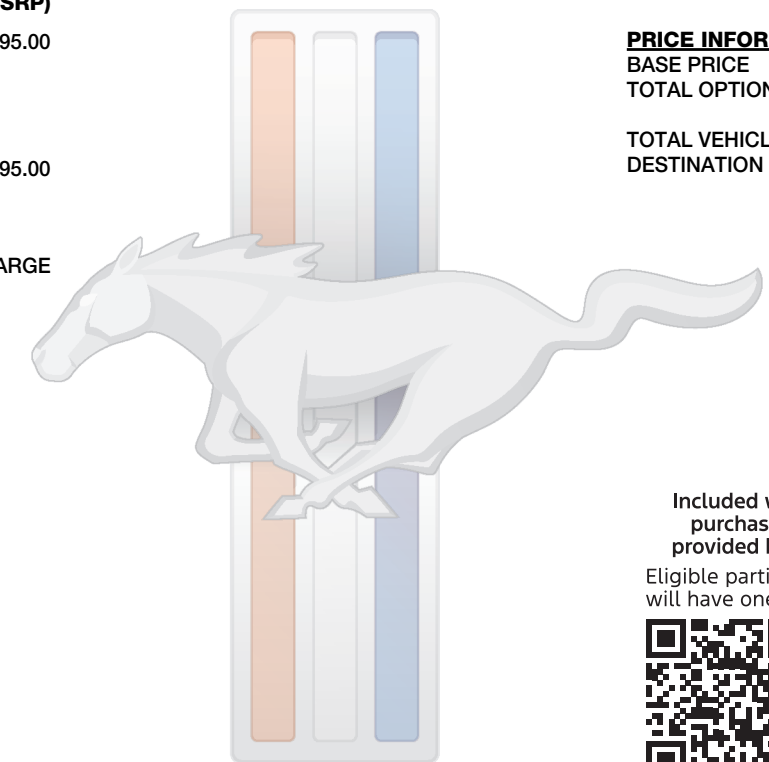 SRP)
95.00
95.00
ARGE
PRICE INFOR
BASE PRICE
TOTAL OPTION
TOTAL VEHICL
DESTINATION
Included w
purchas
provided b
Eligible parti
will have one